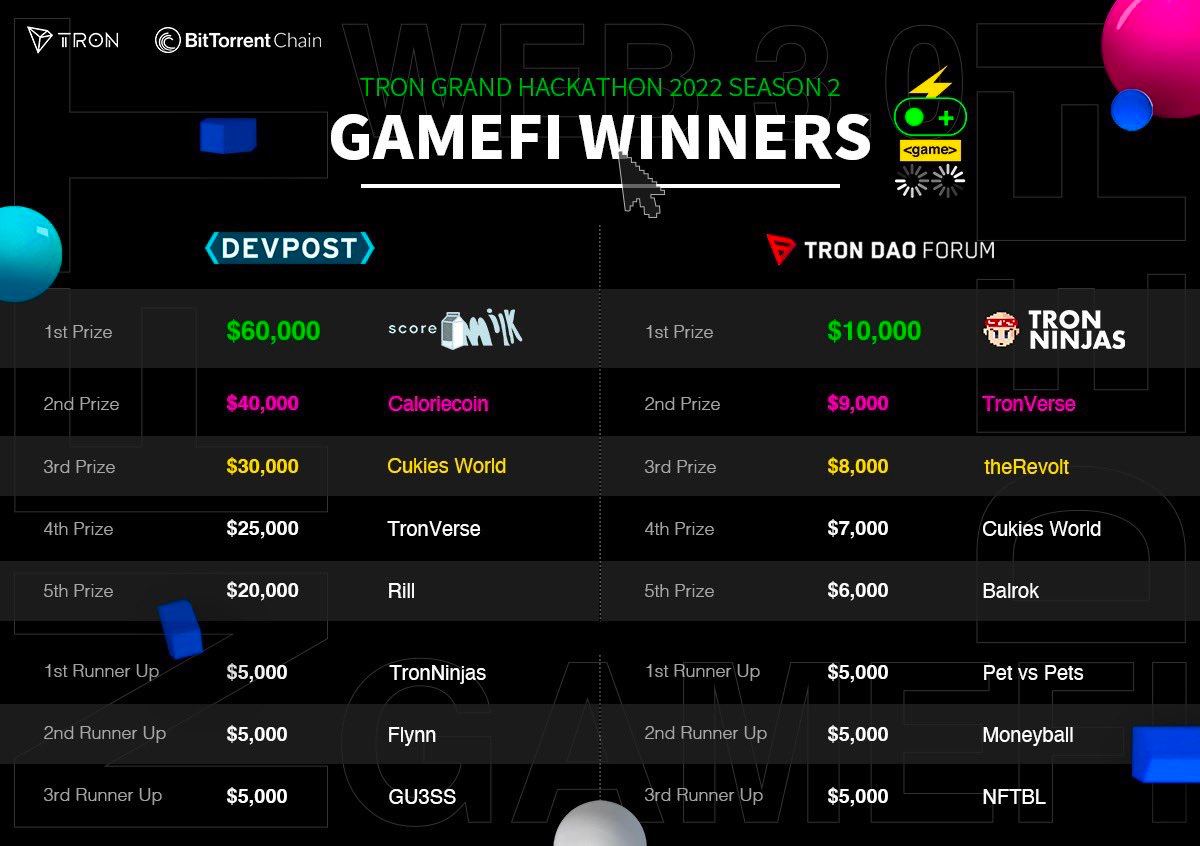 TRON
BitTorrent Chain
WEB 3.0
TRON GRAND HACKATHON 2022 SEASON 2
GAMEFI WINNERS
<game>
DEVPOST
1st Prize $60,000 score milk
2nd Prize $40,000 Caloriecoin
3rd Prize $30,000 Cukies World
4th Prize $25,000 TronVerse
5th Prize $20,000 Rill
1st Runner Up $5,000 TronNinjas
2nd Runner Up $5,000 Flynn
3rd Runner Up $5,000 GU3SS
TRON DAO FORUM
1st Prize $10,000 TRON NINJAS
2nd Prize $9,000 TronVerse
3rd Prize $8,000 theRevolt
4th Prize $7,000 Cukies World
5th Prize $6,000 Balrok
1st Runner Up $5,000 Pet vs Pets
2nd Runner Up $5,000 Moneyball
3rd Runner Up $5,000 NFTBL
GAMEFI